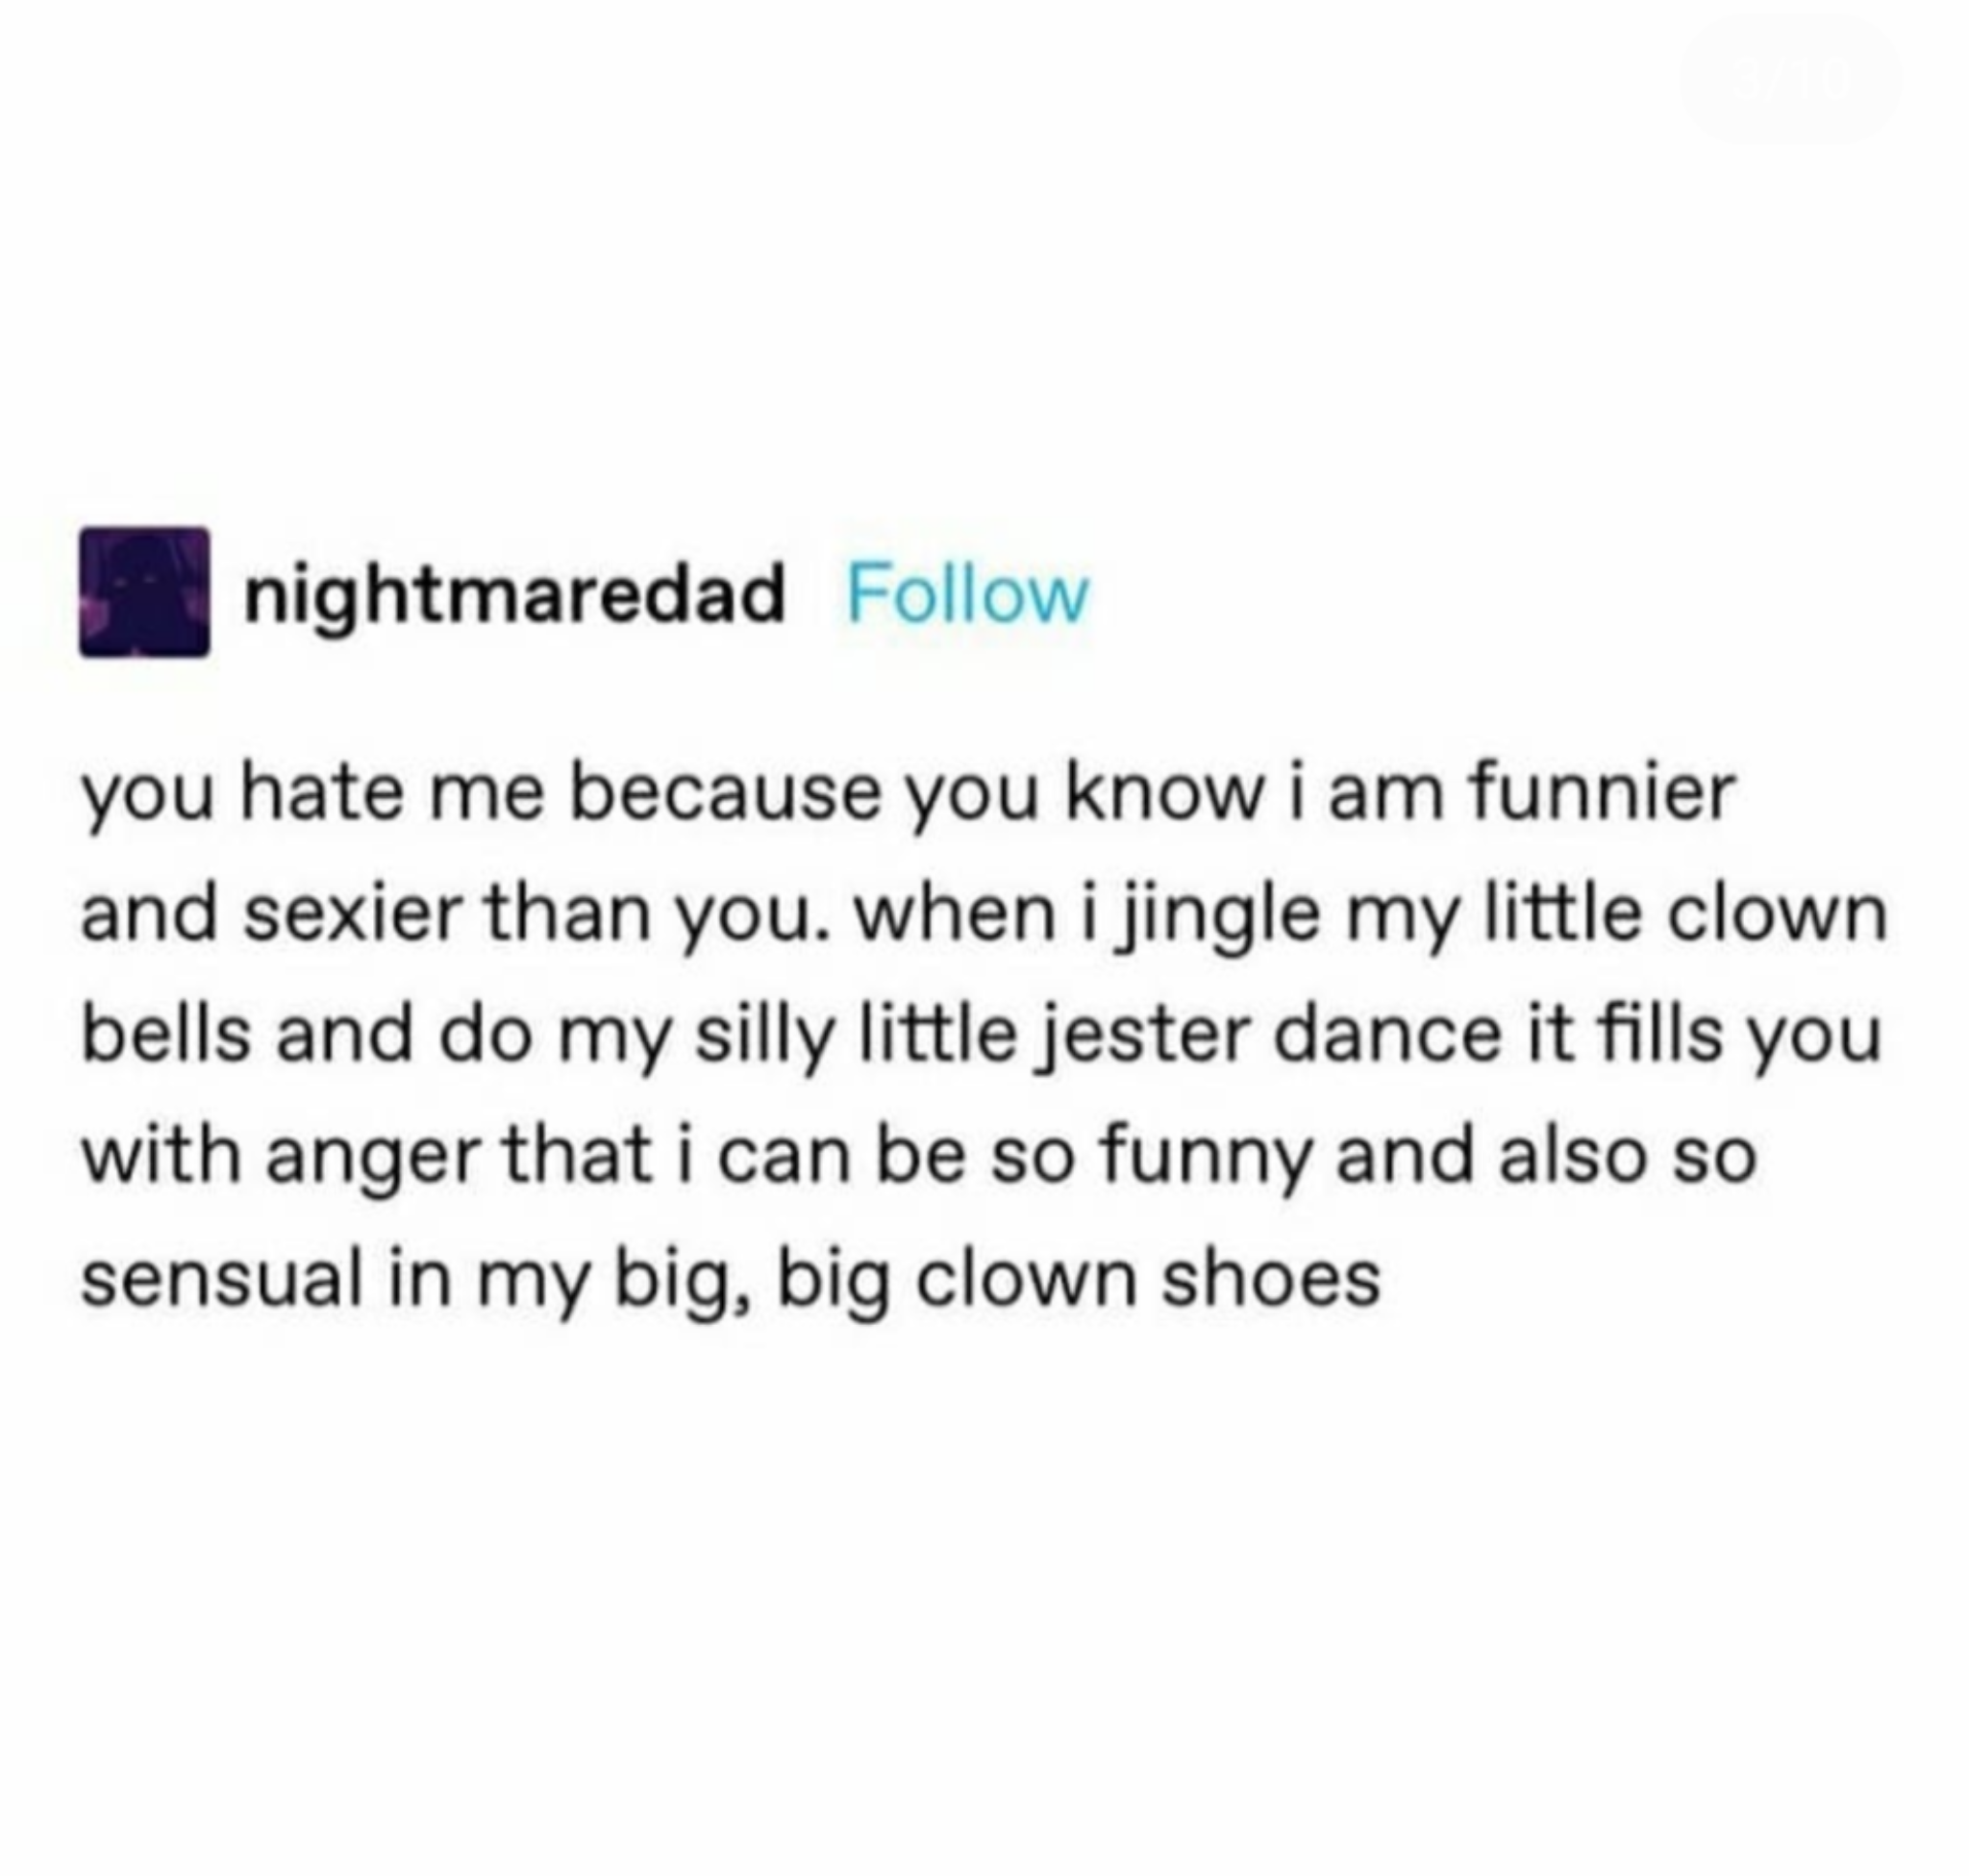 3/10
nightmaredad Follow
you hate me because you know i am funnier
and sexier than you. when i jingle my little clown
bells and do my silly little jester dance it fills you
with anger that i can be so funny and also so
sensual in my big, big clown shoes